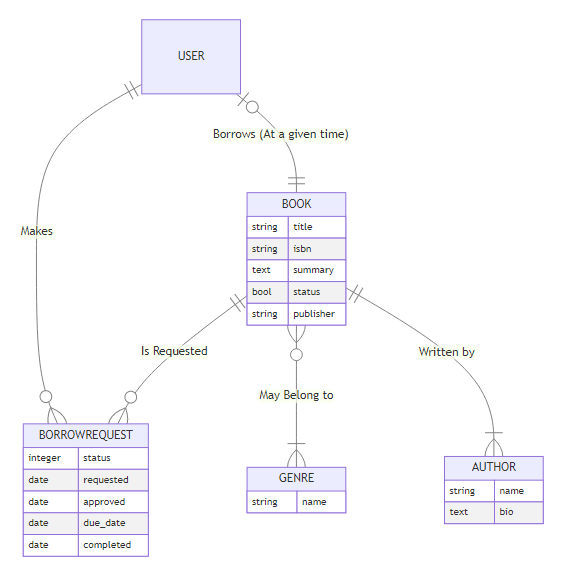 USER
Borrows (At a given time)
BOOK
string title
string isbn
text summary
bool status
string publisher
Makes
Is Requested
Written by
May Belong to
BORROWREQUEST
integer status
date requested
date approved
date due_date
date completed
GENRE
string name
AUTHOR
string name
text bio